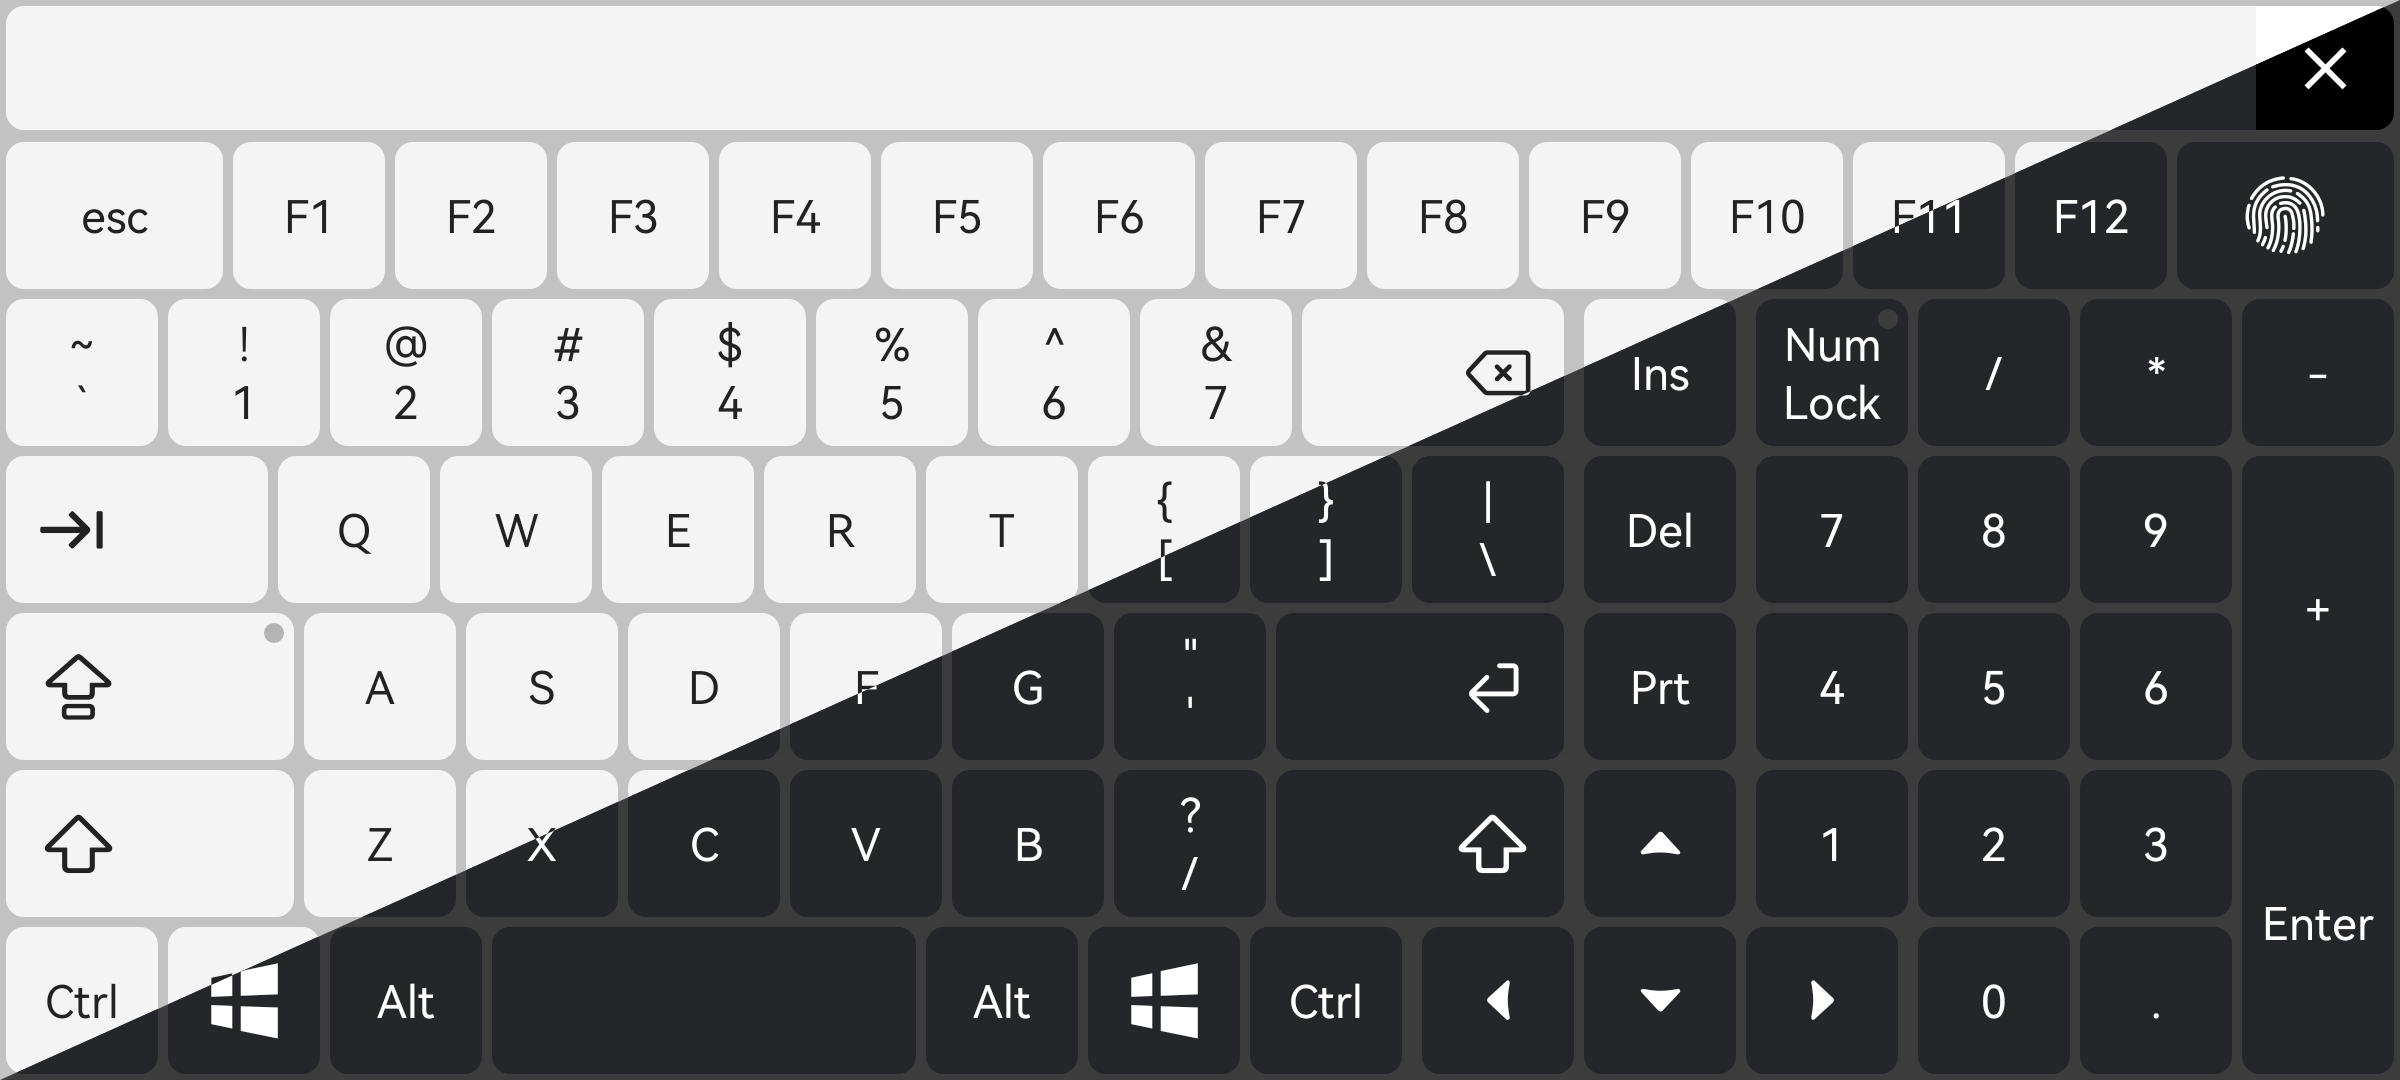 esc F1 F2 F3 F4 F5 F6 F7 F8 F9 F10 F11 F12
~ ! @ # $ % ^ & Num
` 1 2 3 4 5 6 7 Ins Lock / * -
Q W E R T { } | Del 7 8 9
[ ] \ +
A S D F G " Prt 4 5 6
'
Z X C V B ? 1 2 3
/ Enter
Ctrl Alt Alt Ctrl 0 .